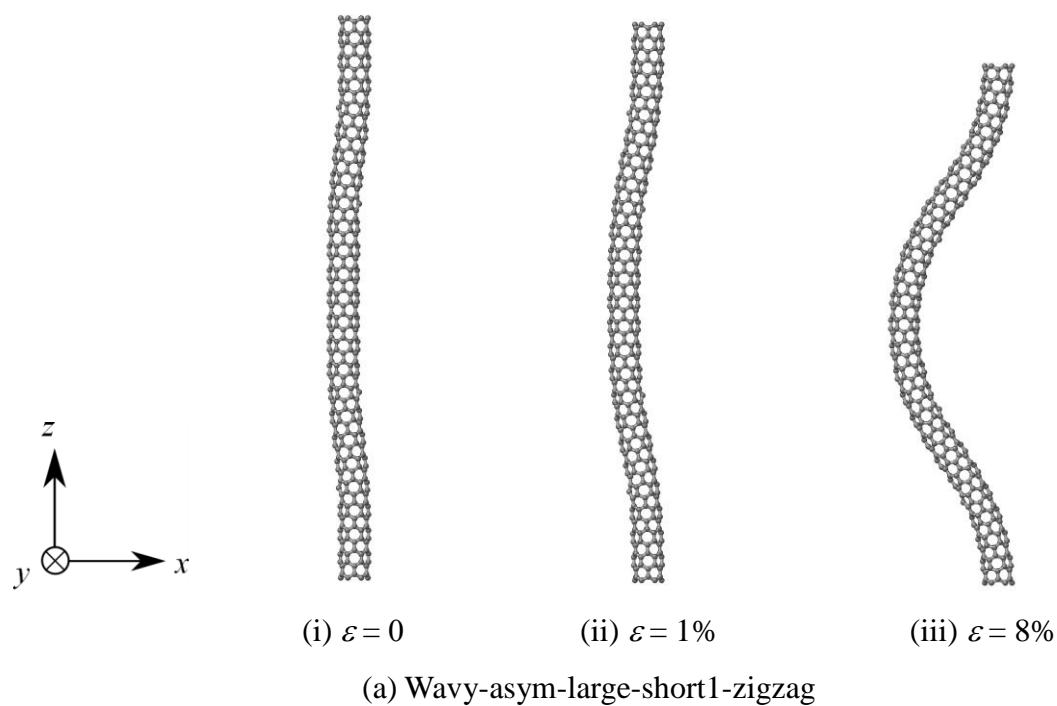 z
y
x
(i) ε = 0
(ii) ε = 1%
(iii) ε = 8%
(a) Wavy-asym-large-short1-zigzag